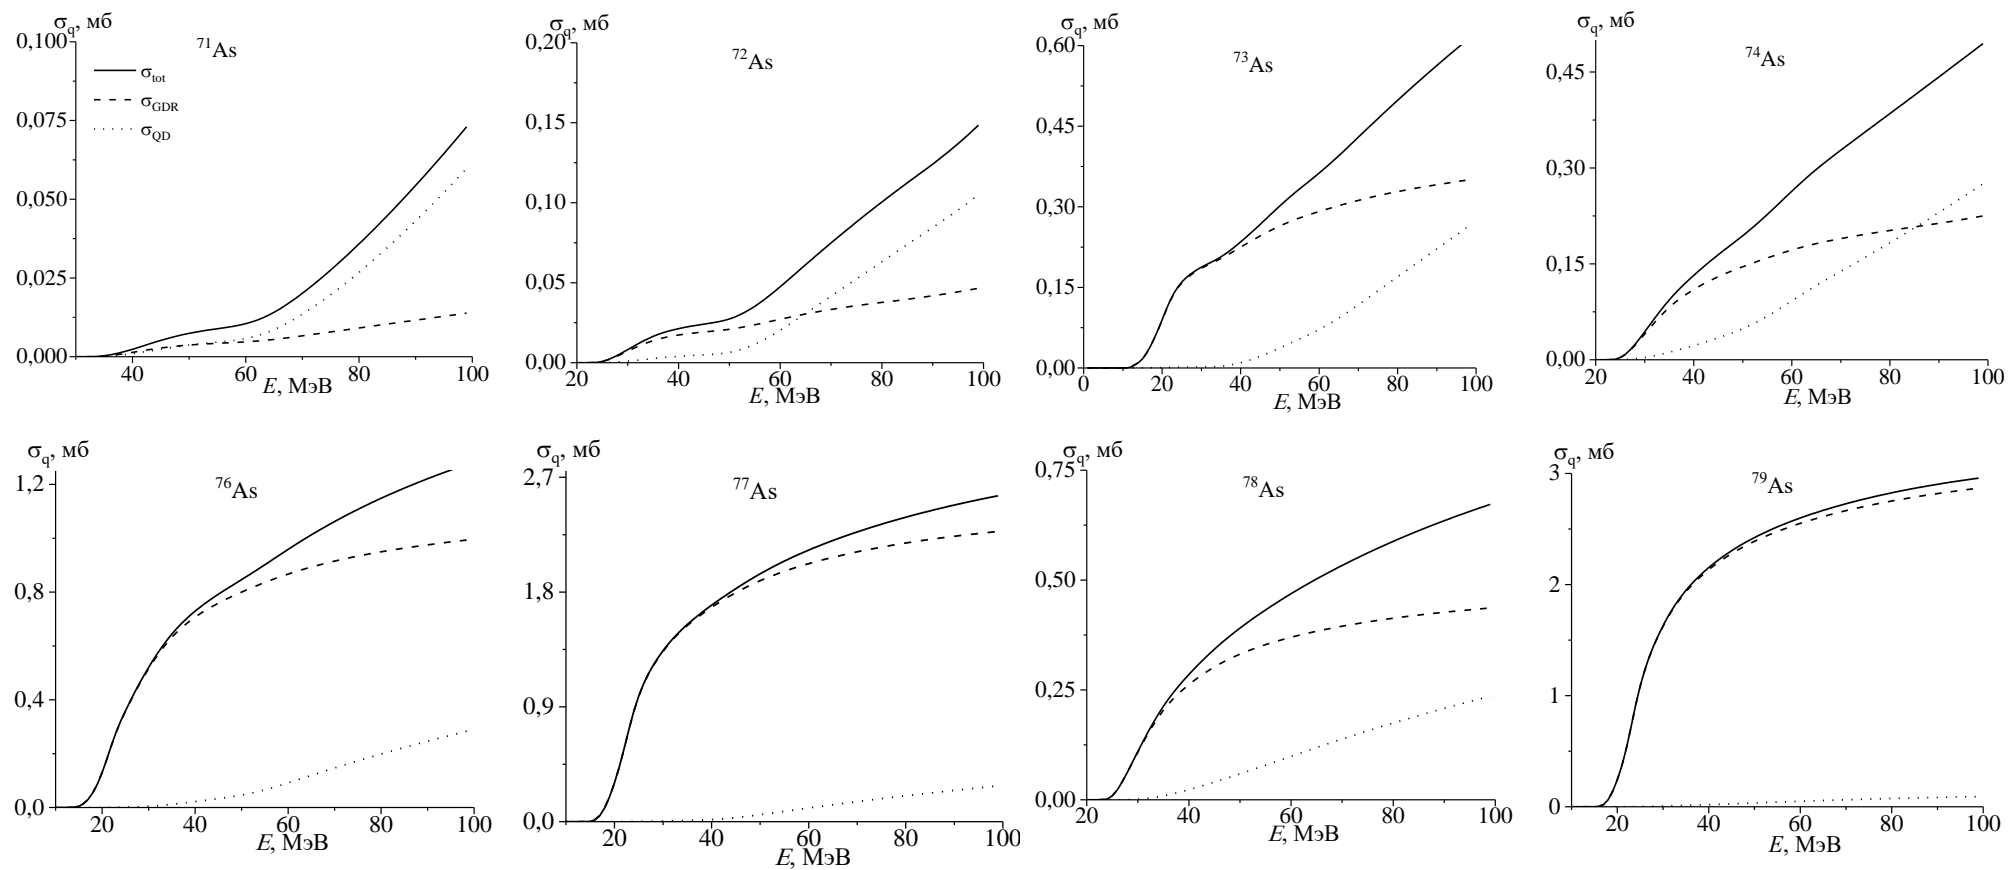 σq, мб
71As
0,100
0,075
0,050
0,025
0,000
σtot
σGDR
σQD
40 60 80 100
E, МэВ
σq, мб
72As
0,20
0,15
0,10
0,05
0,00
20 40 60 80 100
E, МэВ
σq, мб
73As
0,60
0,45
0,30
0,15
0,00
0 20 40 60 80 100
E, МэВ
σq, мб
74As
0,45
0,30
0,15
0,00
20 40 60 80 100
E, МэВ
σq, мб
76As
1,2
0,8
0,4
0,0
20 40 60 80 100
E, МэВ
σq, мб
77As
2,7
1,8
0,9
0,0
20 40 60 80 100
E, МэВ
σq, мб
78As
0,75
0,50
0,25
0,00
20 40 60 80 100
E, МэВ
σq, мб
79As
3
2
1
0
20 40 60 80 100
E, МэВ